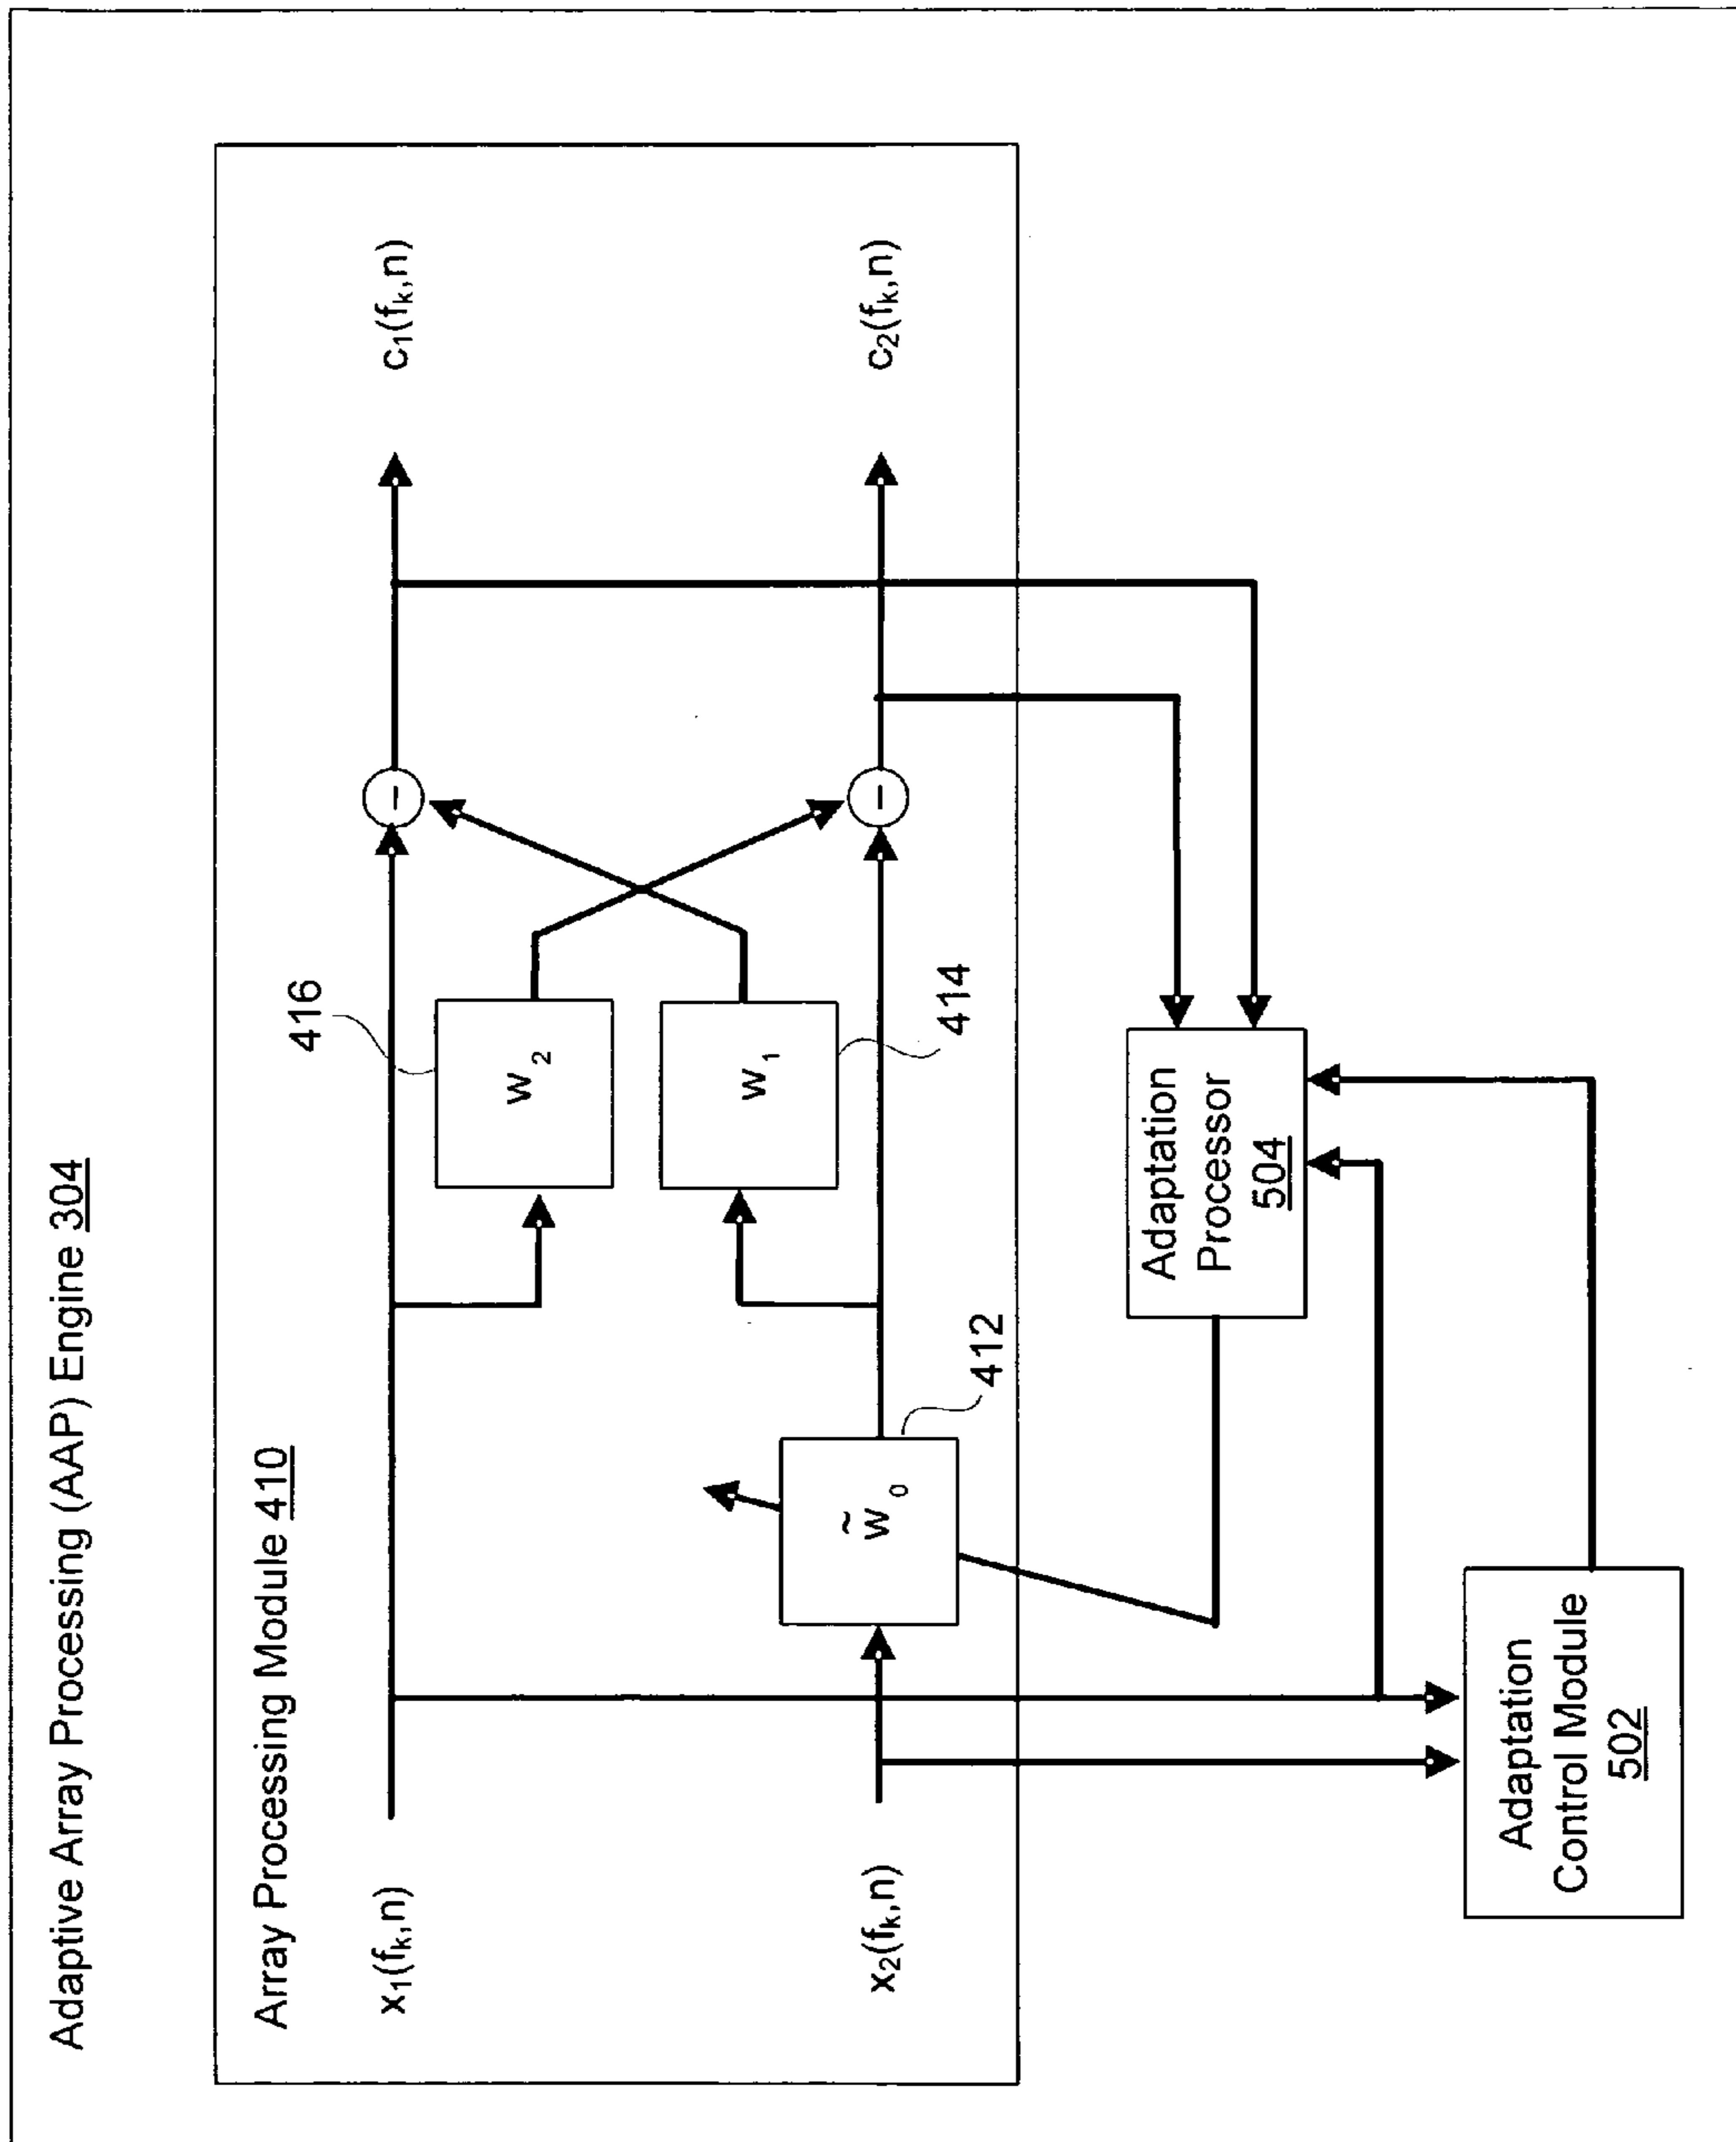 Adaptive Array Processing (AAP) Engine 304
Array Processing Module 410
x₁(fₖ,n)
c₁(fₖ,n)
416
w₂
w₁
414
x₂(fₖ,n)
w̃₀
412
c₂(fₖ,n)
−
−
Adaptation
Processor
504
Adaptation
Control Module
502